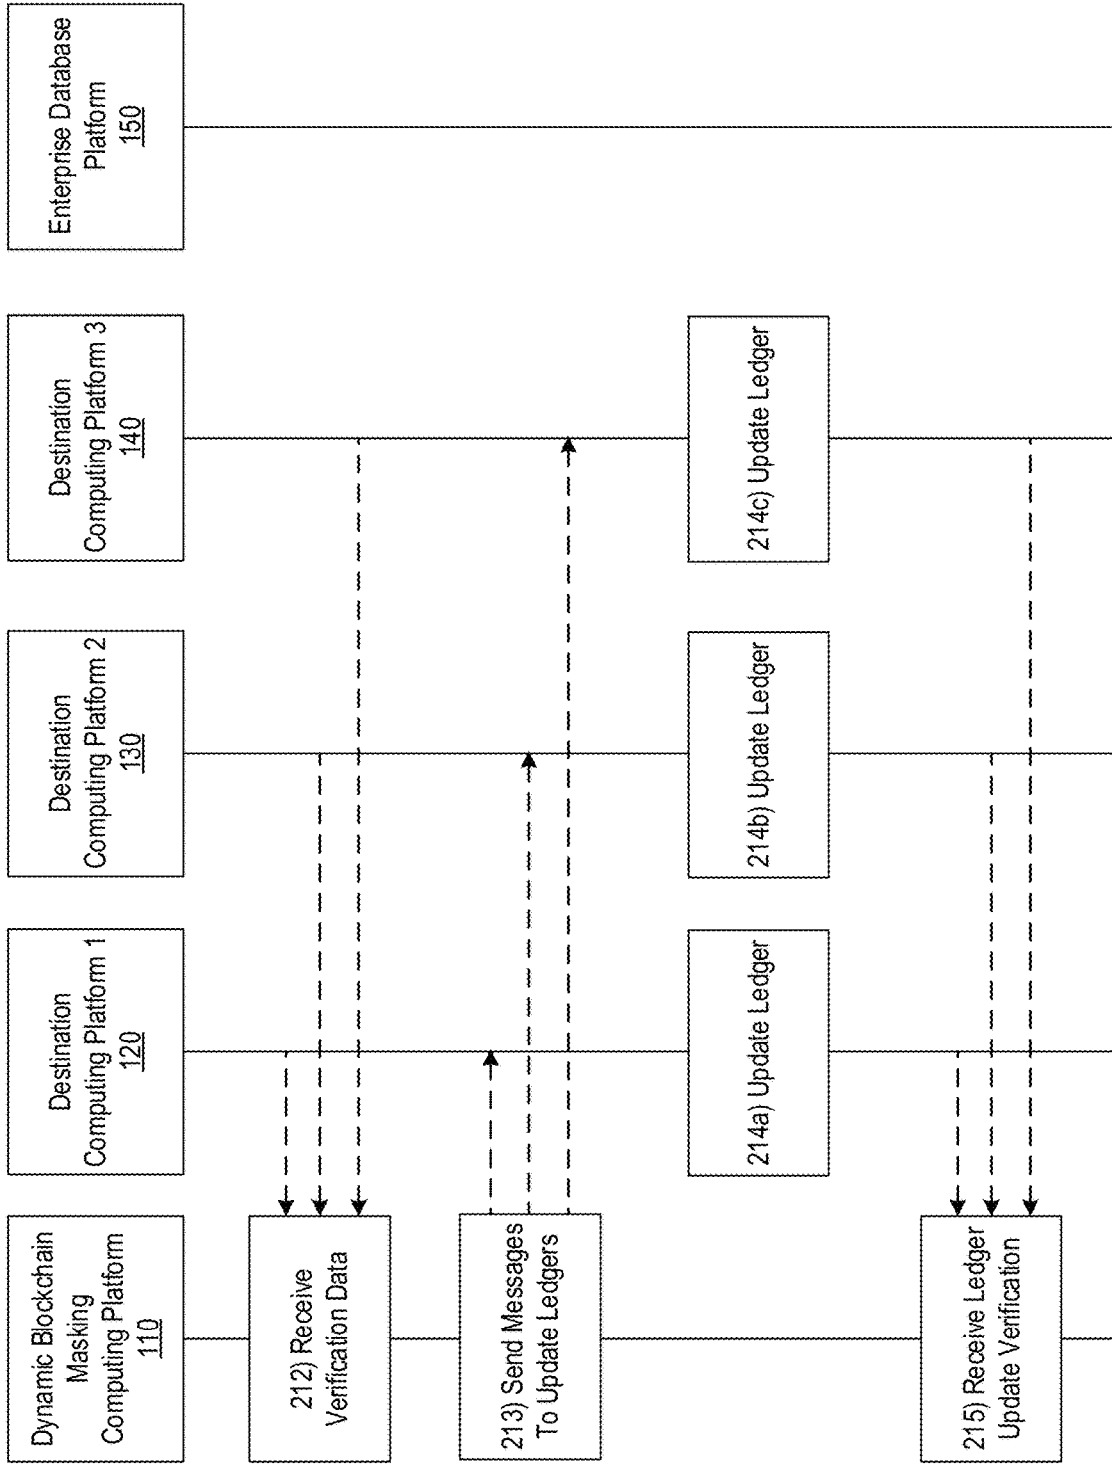 Dynamic Blockchain
Masking
Computing Platform
110
Destination
Computing Platform 1
120
Destination
Computing Platform 2
130
Destination
Computing Platform 3
140
Enterprise Database
Platform
150
212) Receive
Verification Data
213) Send Messages
To Update Ledgers
214a) Update Ledger
214b) Update Ledger
214c) Update Ledger
215) Receive Ledger
Update Verification